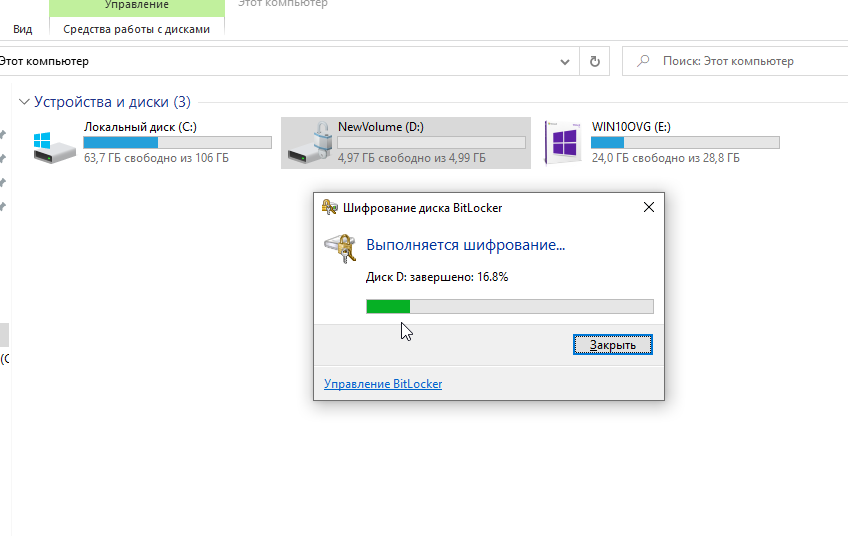 Управление
Этот компьютер
Вид
Средства работы с дисками
Этот компьютер
Поиск: Этот компьютер
Устройства и диски (3)
Локальный диск (C:)
63,7 ГБ свободно из 106 ГБ
NewVolume (D:)
4,97 ГБ свободно из 4,99 ГБ
WIN10OVG (E:)
24,0 ГБ свободно из 28,8 ГБ
Шифрование диска BitLocker
Выполняется шифрование...
Диск D: завершено: 16.8%
Закрыть
(C
Управление BitLocker